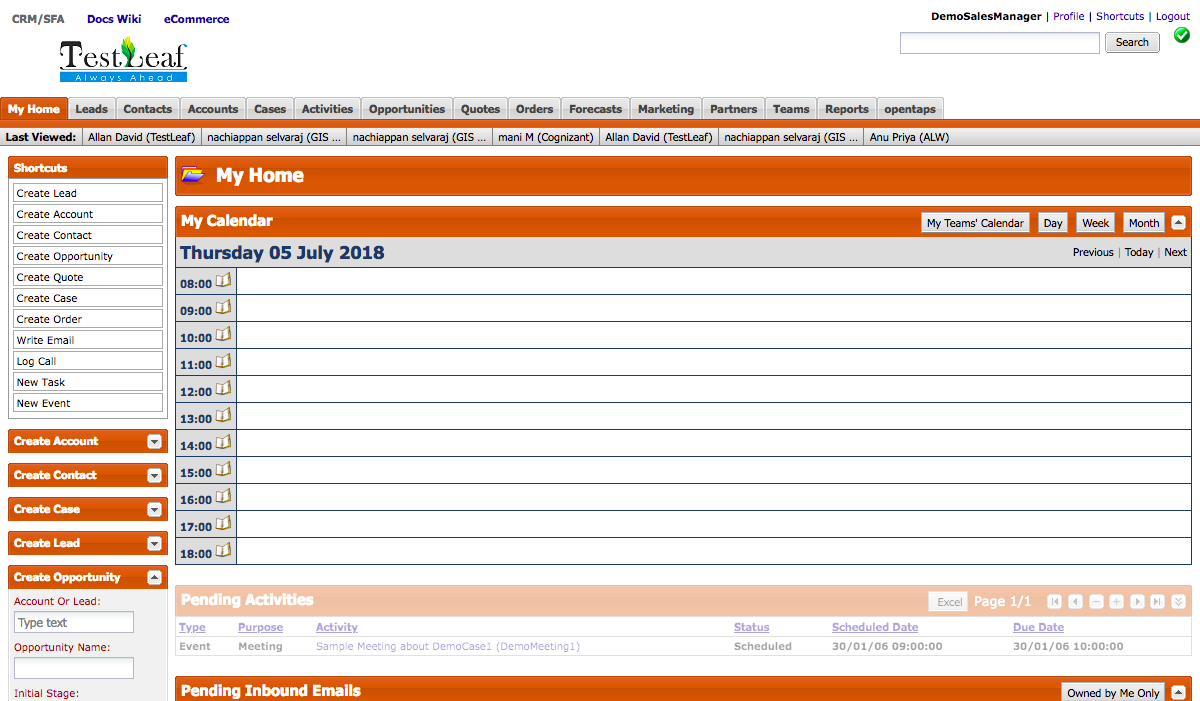 CRM/SFA Docs Wiki eCommerce
DemoSalesManager | Profile | Shortcuts | Logout
Search
TestLeaf
Always Ahead
My Home Leads Contacts Accounts Cases Activities Opportunities Quotes Orders Forecasts Marketing Partners Teams Reports opentaps
Last Viewed: Allan David (TestLeaf) nachiappan selvaraj (GIS ... nachiappan selvaraj (GIS ... mani M (Cognizant) Allan David (TestLeaf) nachiappan selvaraj (GIS ... Anu Priya (ALW)
Shortcuts
Create Lead
Create Account
Create Contact
Create Opportunity
Create Quote
Create Case
Create Order
Write Email
Log Call
New Task
New Event
Create Account
Create Contact
Create Case
Create Lead
Create Opportunity
Account Or Lead:
Type text
Opportunity Name:
Initial Stage:
My Home
My Calendar My Teams' Calendar Day Week Month
Thursday 05 July 2018 Previous | Today | Next
08:00
09:00
10:00
11:00
12:00
13:00
14:00
15:00
16:00
17:00
18:00
Pending Activities Excel Page 1/1
Type Purpose Activity Status Scheduled Date Due Date
Event Meeting Sample Meeting about DemoCase1 (DemoMeeting1) Scheduled 30/01/06 09:00:00 30/01/06 10:00:00
Pending Inbound Emails Owned by Me Only